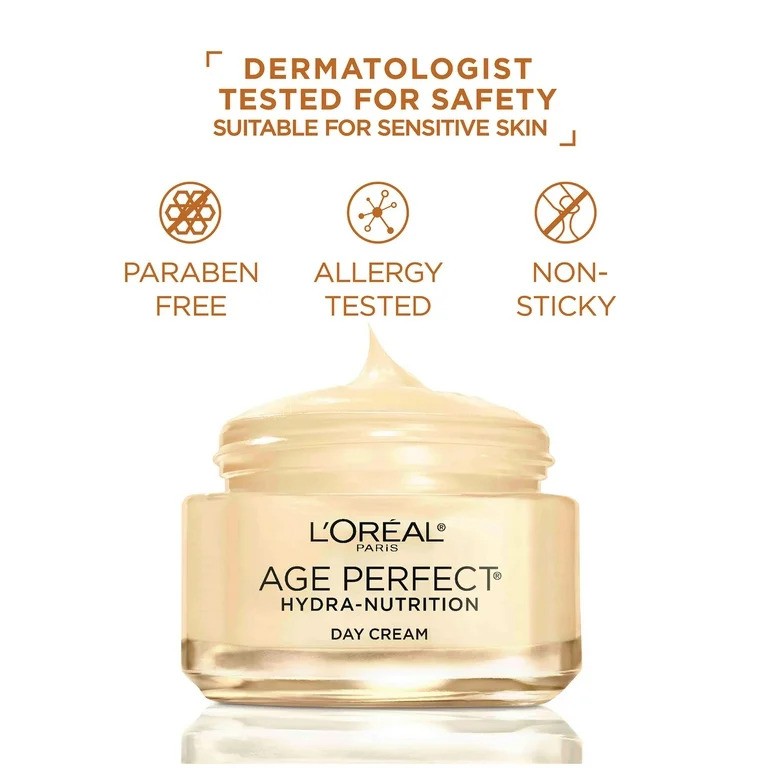 DERMATOLOGIST
TESTED FOR SAFETY
SUITABLE FOR SENSITIVE SKIN
PARABEN
FREE
ALLERGY
TESTED
NON-
STICKY
L'ORÉAL®
PARIS
AGE PERFECT®
HYDRA-NUTRITION
DAY CREAM